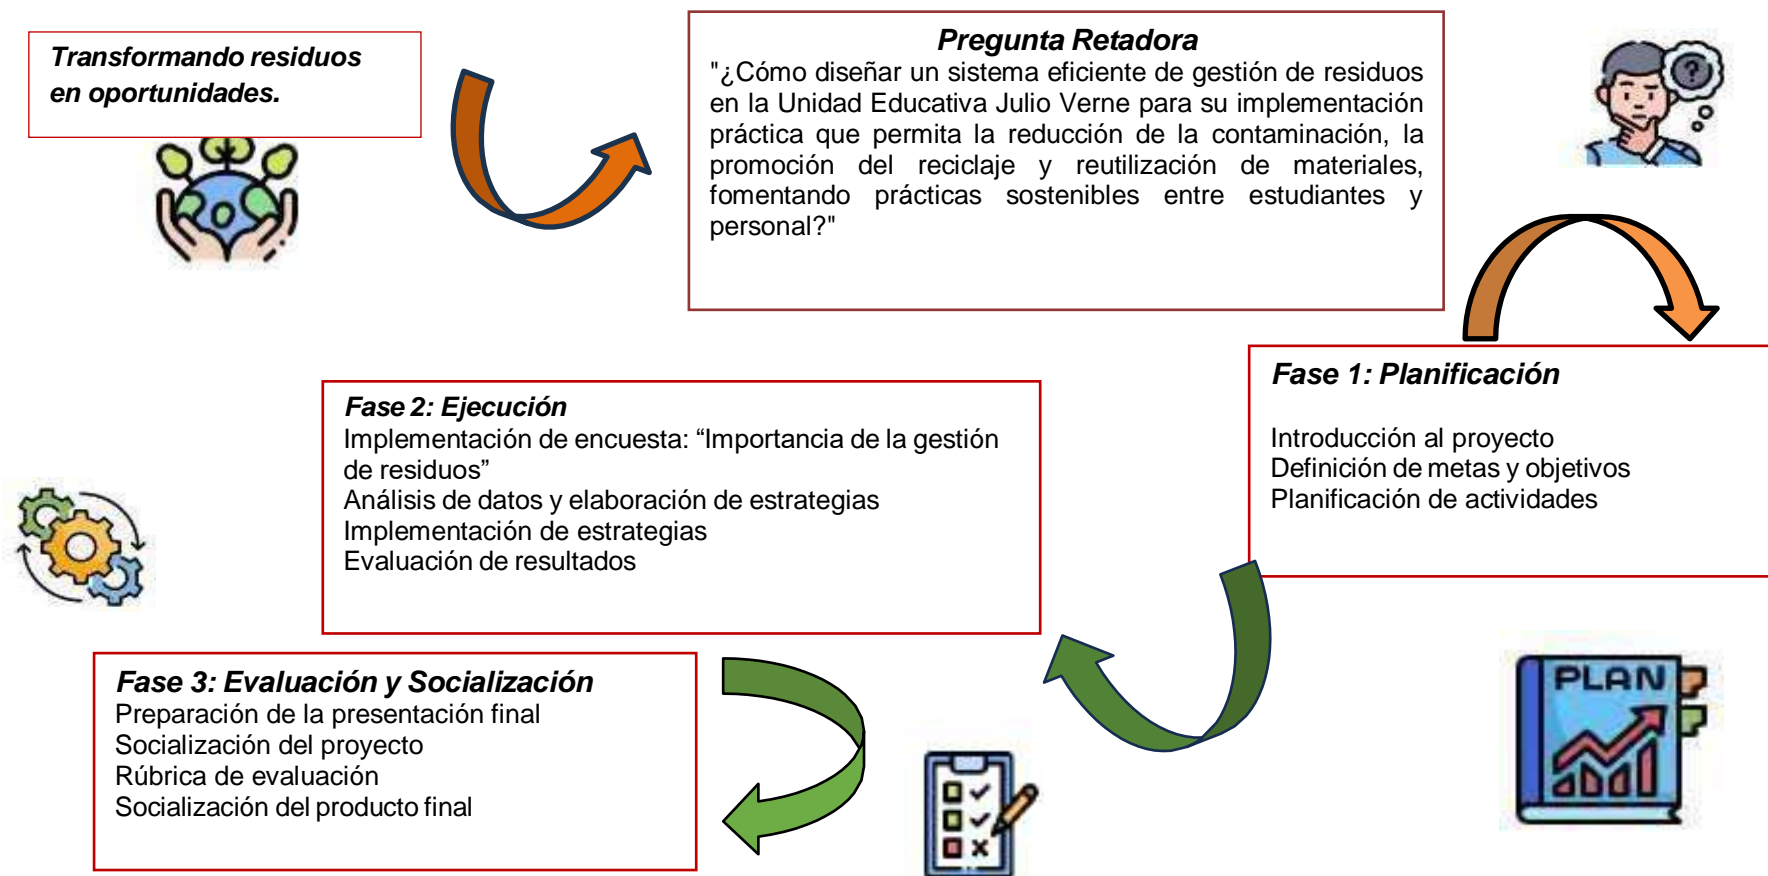 Transformando residuos
en oportunidades.
Pregunta Retadora
"¿Cómo diseñar un sistema eficiente de gestión de residuos
en la Unidad Educativa Julio Verne para su implementación
práctica que permita la reducción de la contaminación, la
promoción del reciclaje y reutilización de materiales,
fomentando prácticas sostenibles entre estudiantes y
personal?"
?
Fase 1: Planificación
Introducción al proyecto
Definición de metas y objetivos
Planificación de actividades
Fase 2: Ejecución
Implementación de encuesta: “Importancia de la gestión
de residuos”
Análisis de datos y elaboración de estrategias
Implementación de estrategias
Evaluación de resultados
Fase 3: Evaluación y Socialización
Preparación de la presentación final
Socialización del proyecto
Rúbrica de evaluación
Socialización del producto final
PLAN